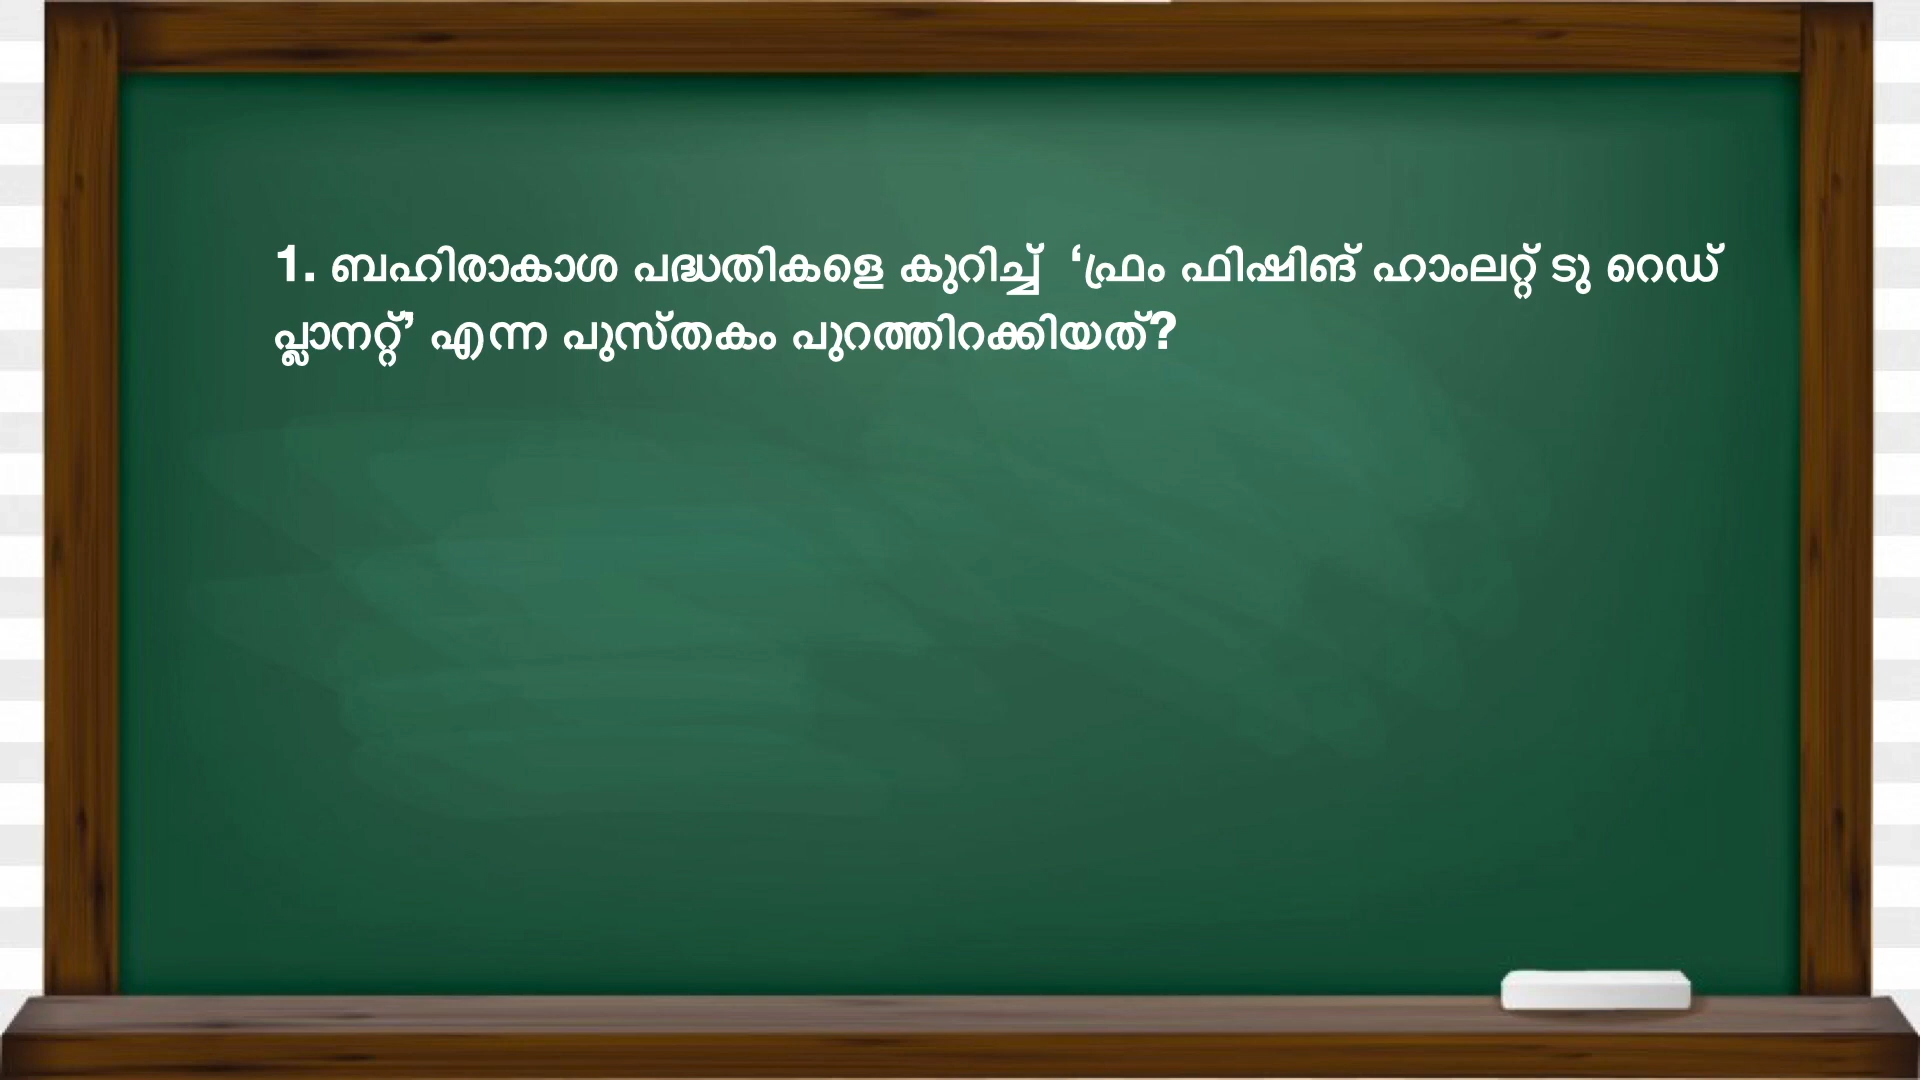 1. ബഹിരാകാശ പദ്ധതികളെ കുറിച്ച്  ‘ഫ്രം ഫിഷിങ് ഹാംലറ്റ് ടു റെഡ്
പ്ലാനറ്റ്’ എന്ന പുസ്തകം പുറത്തിറക്കിയത്?